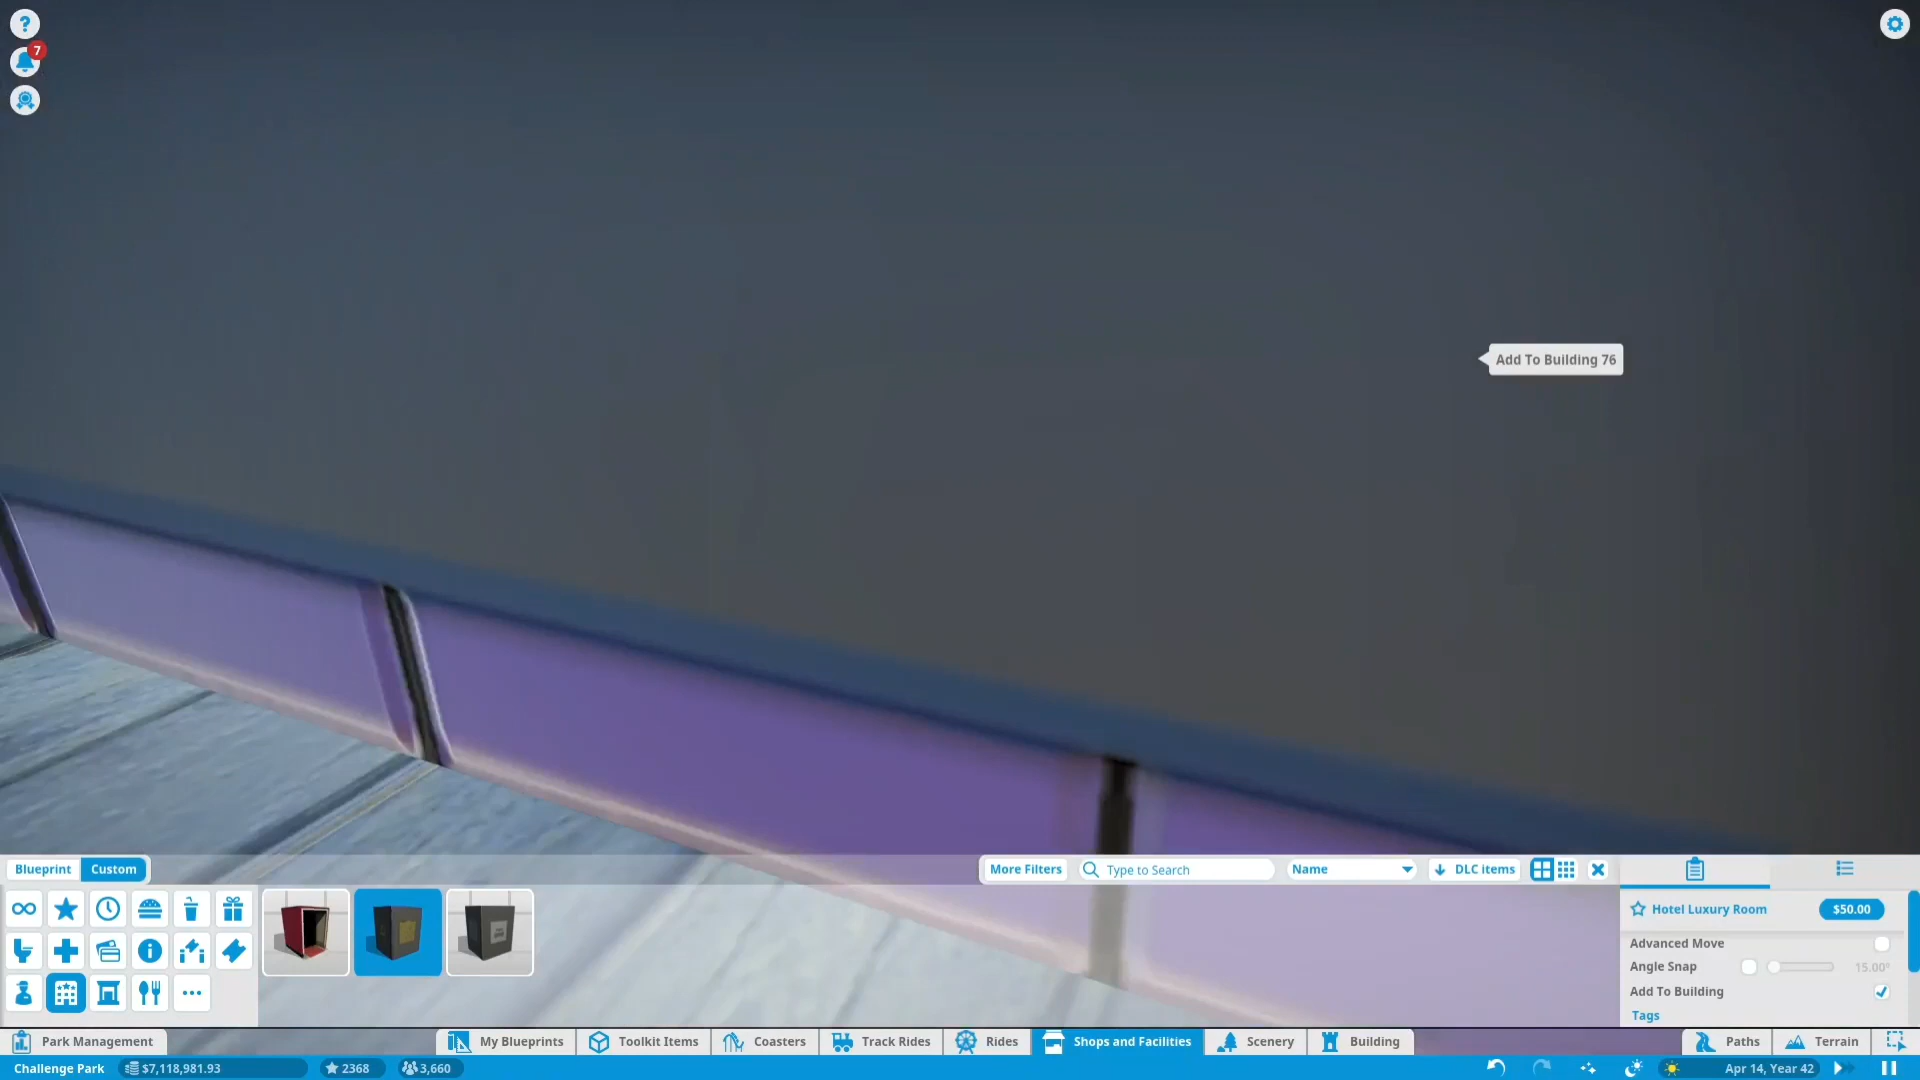 ?
7
Add To Building 76
Blueprint
Custom
More Filters
Type to Search
Name
DLC items
Hotel Luxury Room
$50.00
Advanced Move
Angle Snap
15.00°
Add To Building
Tags
Park Management
My Blueprints
Toolkit Items
Coasters
Track Rides
Rides
Shops and Facilities
Scenery
Building
Paths
Terrain
Challenge Park
$7,118,981.93
2368
3,660
Apr 14, Year 42